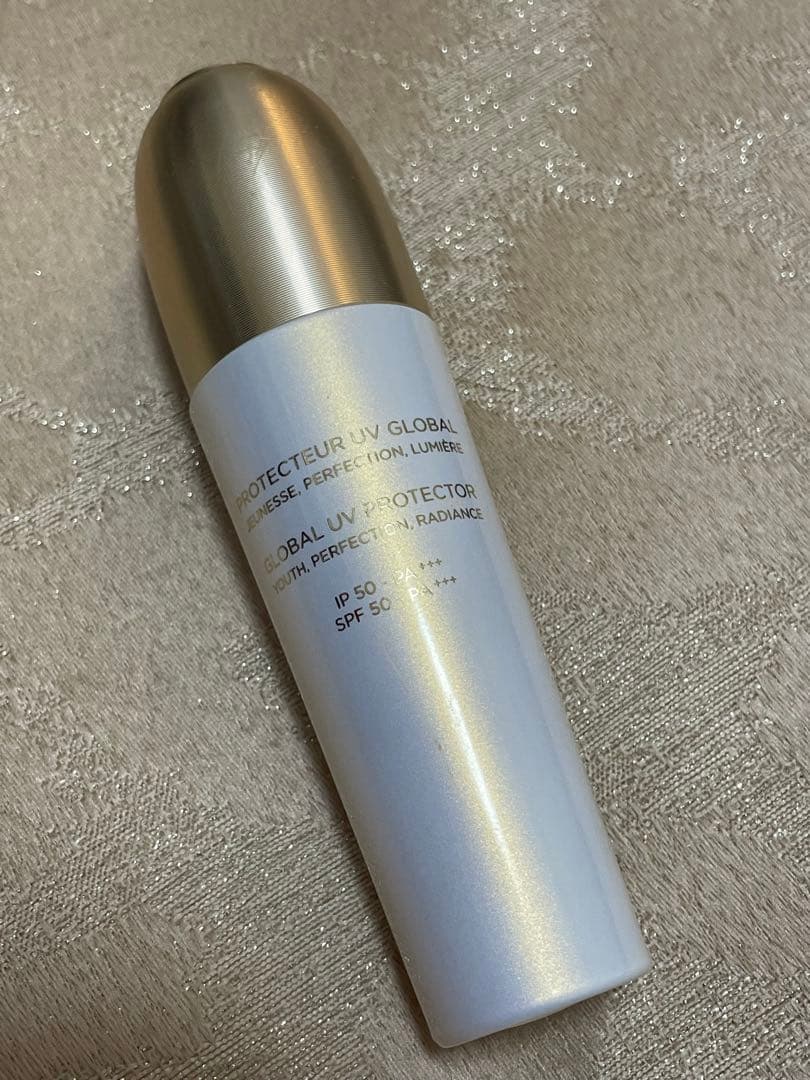 PROTECTEUR UV GLOBAL
JEUNESSE, PERFECTION, LUMIÈRE
GLOBAL UV PROTECTOR
YOUTH, PERFECTION, RADIANCE
IP 50 - PA +++
SPF 50 - PA +++